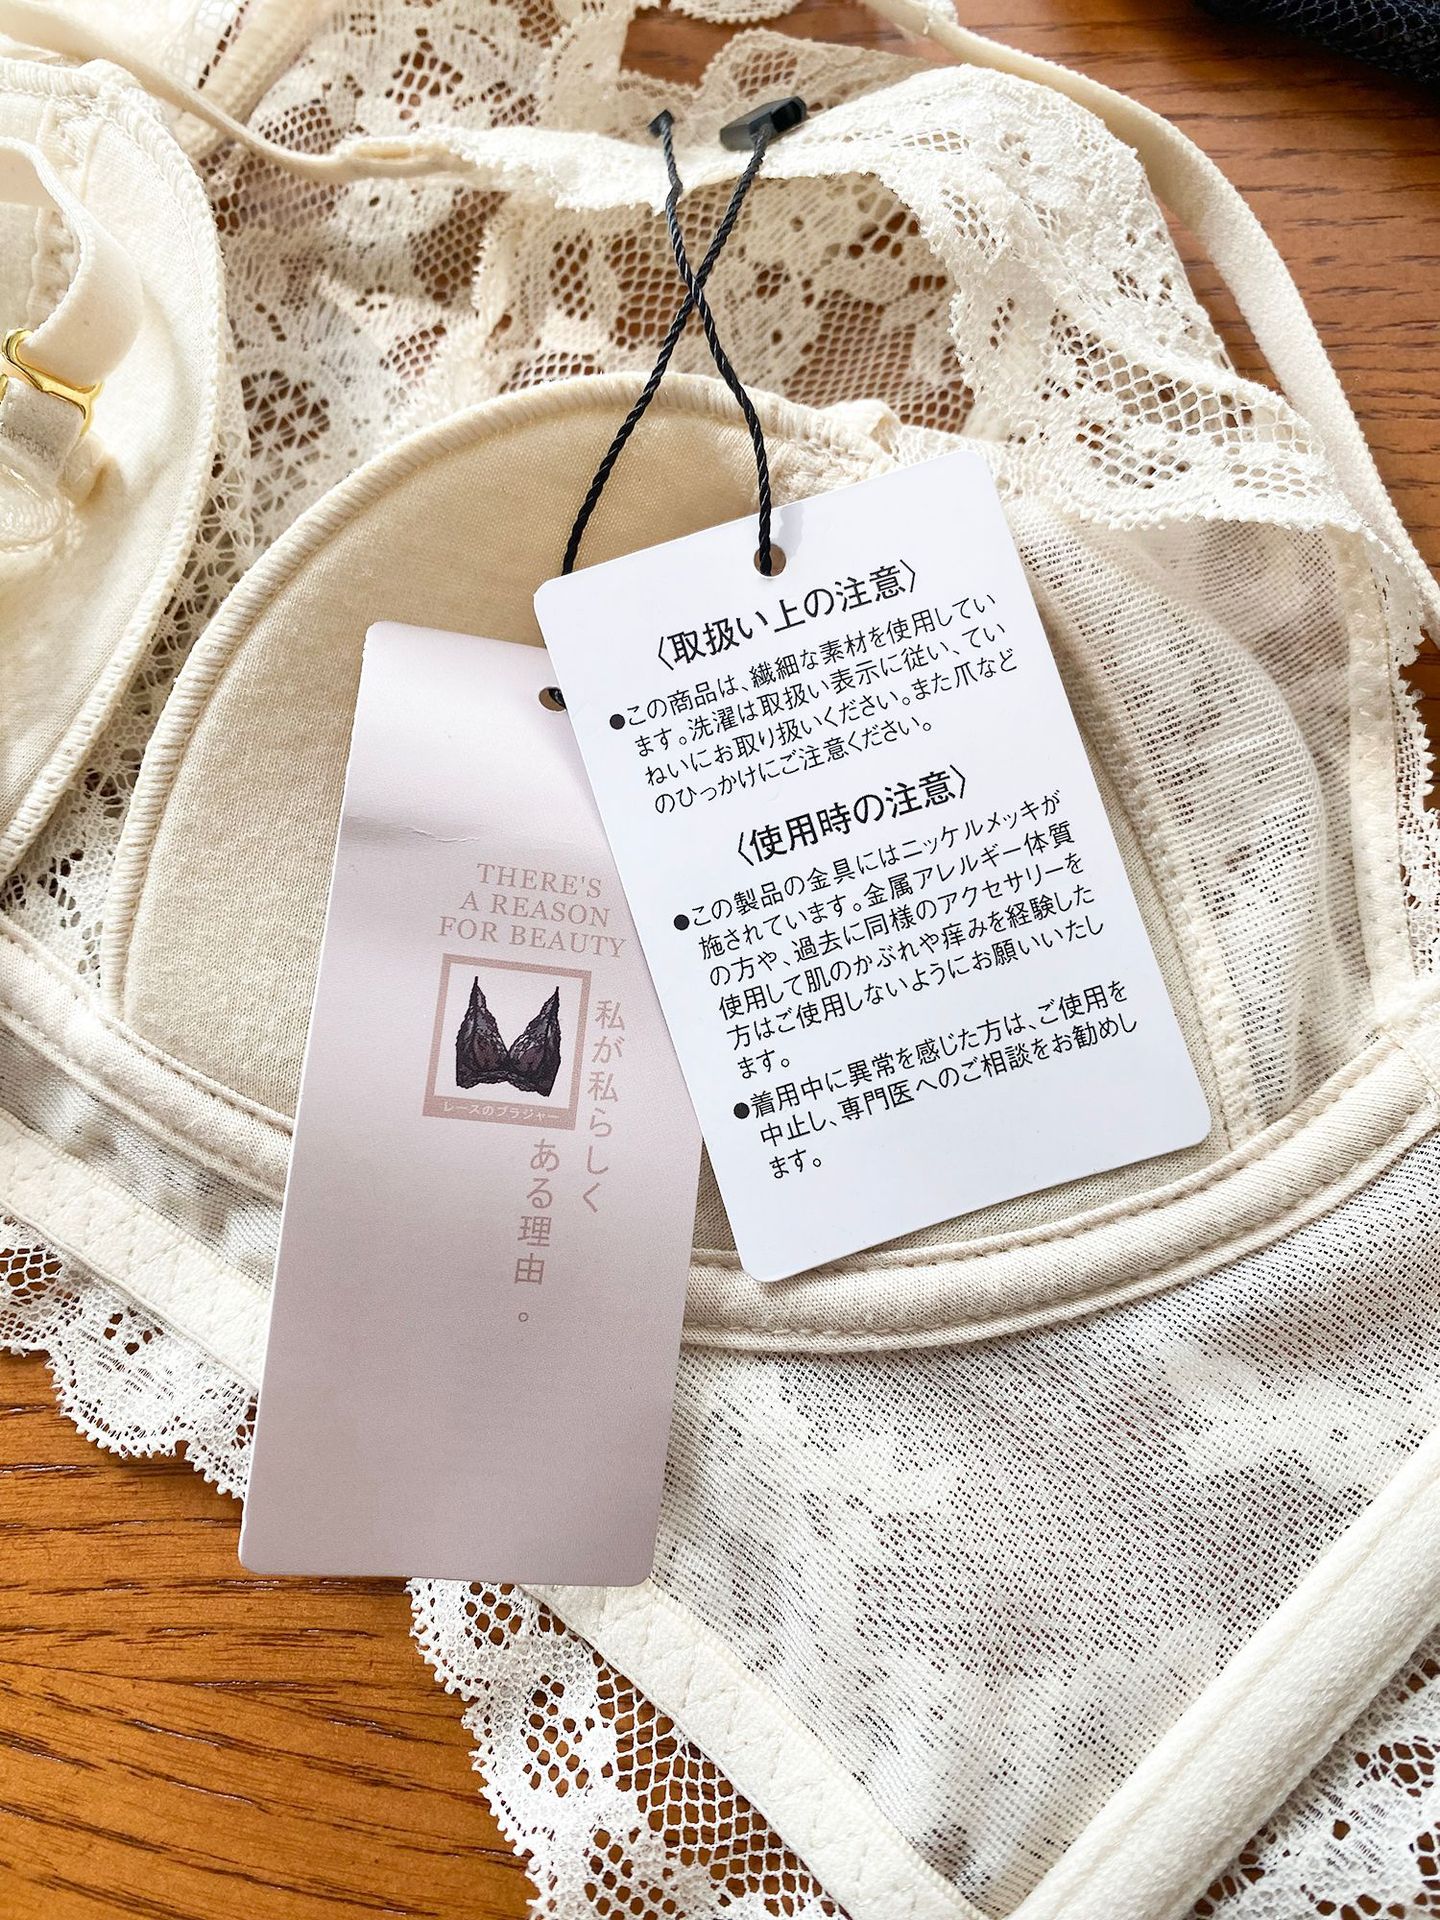 〈取扱い上の注意〉
●この商品は、繊細な素材を使用してい
ます。洗濯は取扱い表示に従い、てい
ねいにお取り扱いください。また爪など
のひっかけにご注意ください。
〈使用時の注意〉
●この製品の金具にはニッケルメッキが
施されています。金属アレルギー体質
の方や、過去に同様のアクセサリーを
使用して肌のかぶれや痒みを経験した
方はご使用しないようにお願いいたし
ます。
●着用中に異常を感じた方は、ご使用を
中止し、専門医へのご相談をお勧めし
ます。
THERE'S
A REASON
FOR BEAUTY
レースのブラジャー
私が私らしく
ある理由。